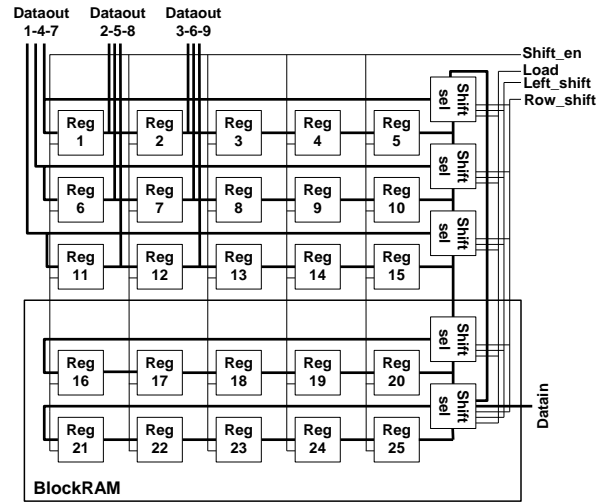 Dataout
1-4-7
Dataout
2-5-8
Dataout
3-6-9
Shift_en
Load
Left_shift
Row_shift
Shift
sel
Reg
1
Reg
2
Reg
3
Reg
4
Reg
5
Shift
sel
Reg
6
Reg
7
Reg
8
Reg
9
Reg
10
Shift
sel
Reg
11
Reg
12
Reg
13
Reg
14
Reg
15
Shift
sel
Reg
16
Reg
17
Reg
18
Reg
19
Reg
20
Shift
sel
Datain
Reg
21
Reg
22
Reg
23
Reg
24
Reg
25
BlockRAM